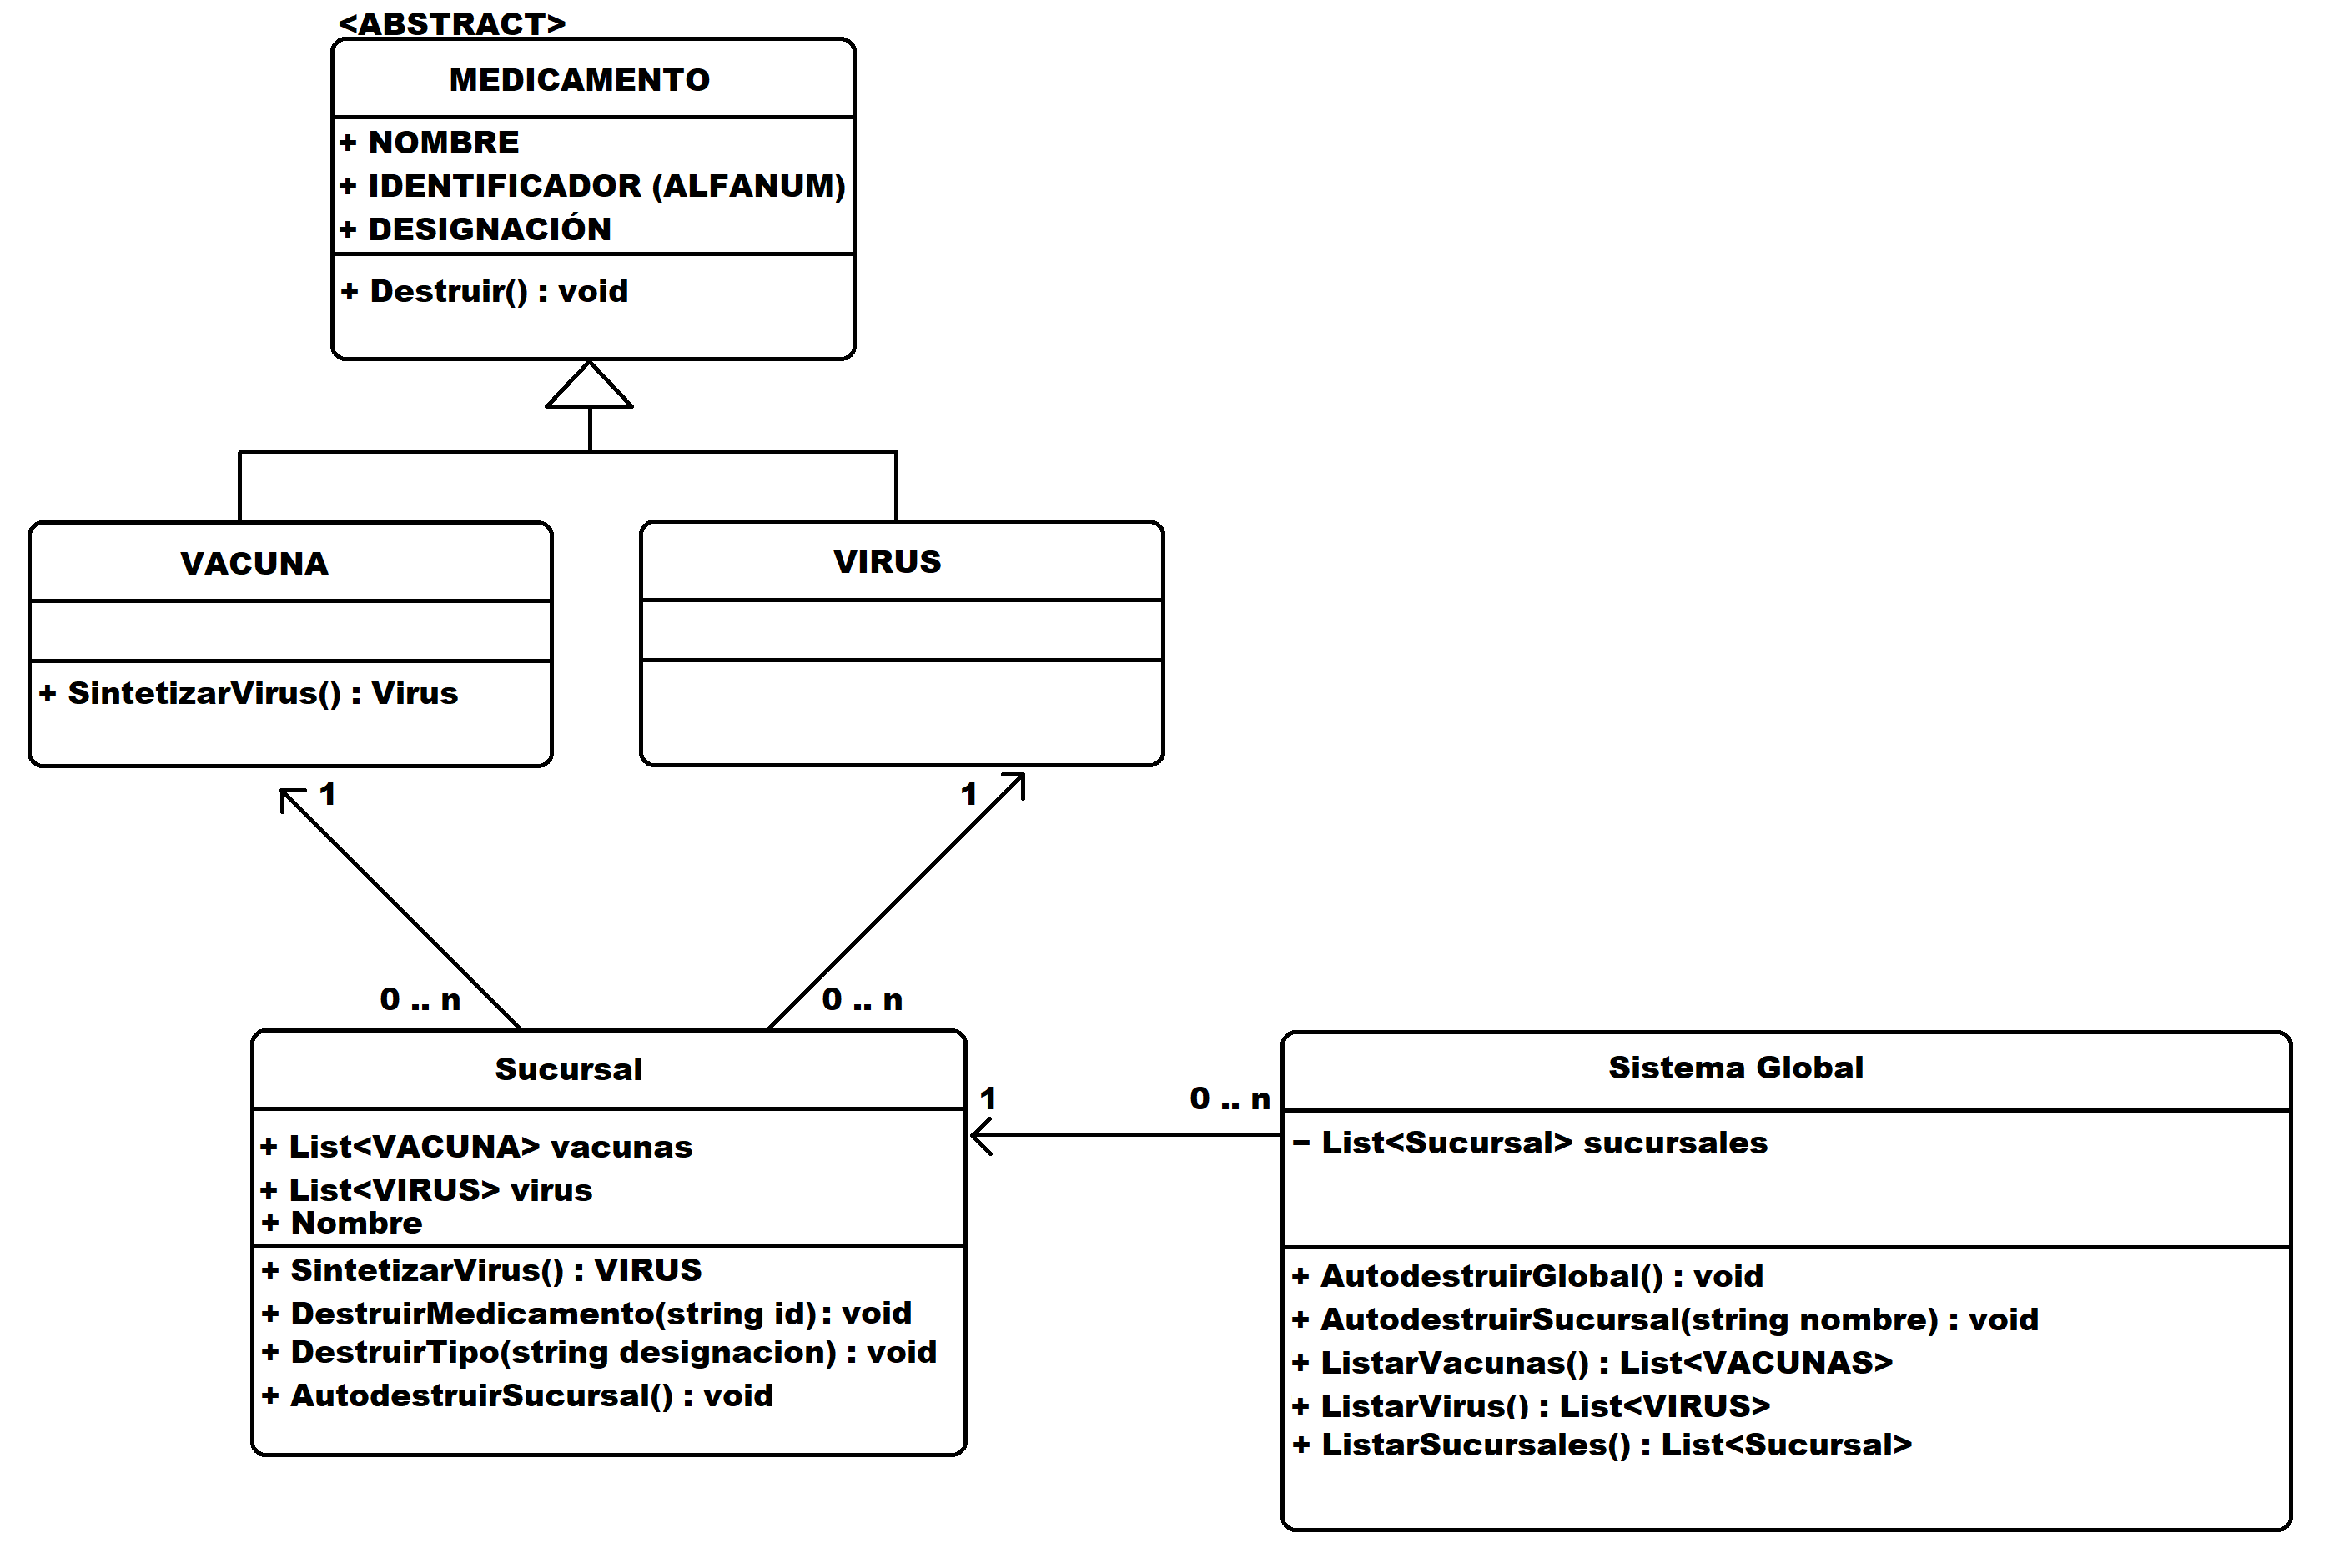 <ABSTRACT>
MEDICAMENTO
+ NOMBRE
+ IDENTIFICADOR (ALFANUM)
+ DESIGNACIÓN
+ Destruir() : void
VACUNA
+ SintetizarVirus() : Virus
VIRUS
1
1
0 .. n
0 .. n
Sucursal
+ List<VACUNA> vacunas
+ List<VIRUS> virus
+ Nombre
+ SintetizarVirus() : VIRUS
+ DestruirMedicamento(string id) : void
+ DestruirTipo(string designacion) : void
+ AutodestruirSucursal() : void
1
0 .. n
Sistema Global
− List<Sucursal> sucursales
+ AutodestruirGlobal() : void
+ AutodestruirSucursal(string nombre) : void
+ ListarVacunas() : List<VACUNAS>
+ ListarVirus() : List<VIRUS>
+ ListarSucursales() : List<Sucursal>